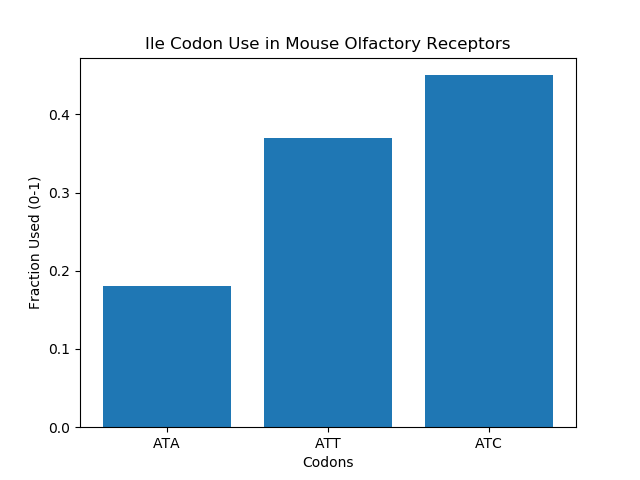 Ile Codon Use in Mouse Olfactory Receptors
Fraction Used (0-1)
0.4
0.3
0.2
0.1
0.0
ATA ATT ATC
Codons